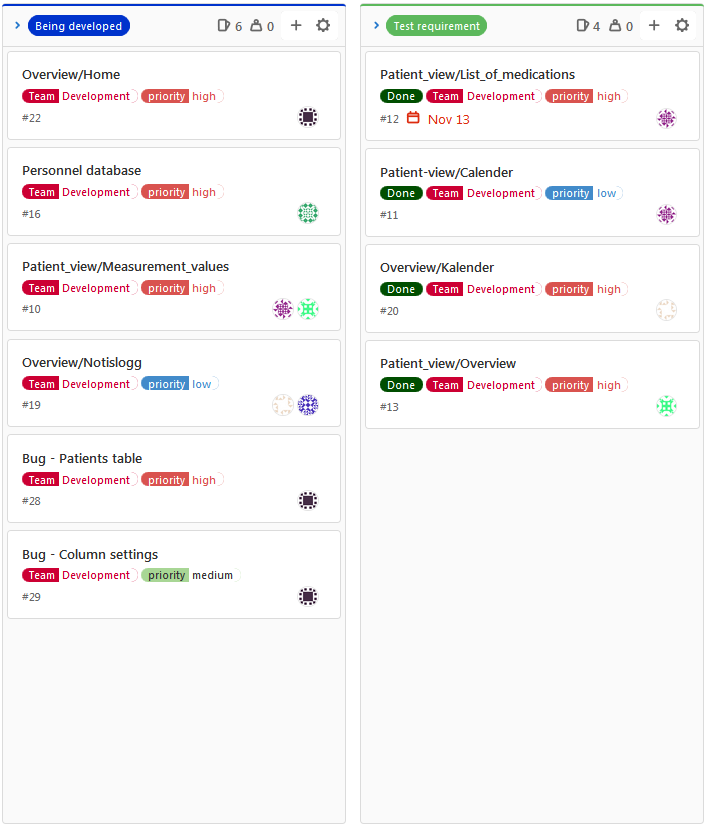 Being developed 6 0
Overview/Home
Team Development priority high
#22
Personnel database
Team Development priority high
#16
Patient_view/Measurement_values
Team Development priority high
#10
Overview/Notislogg
Team Development priority low
#19
Bug - Patients table
Team Development priority high
#28
Bug - Column settings
Team Development priority medium
#29
Test requirement 4 0
Patient_view/List_of_medications
Done Team Development priority high
#12 Nov 13
Patient-view/Calender
Done Team Development priority low
#11
Overview/Kalender
Done Team Development priority high
#20
Patient_view/Overview
Done Team Development priority high
#13